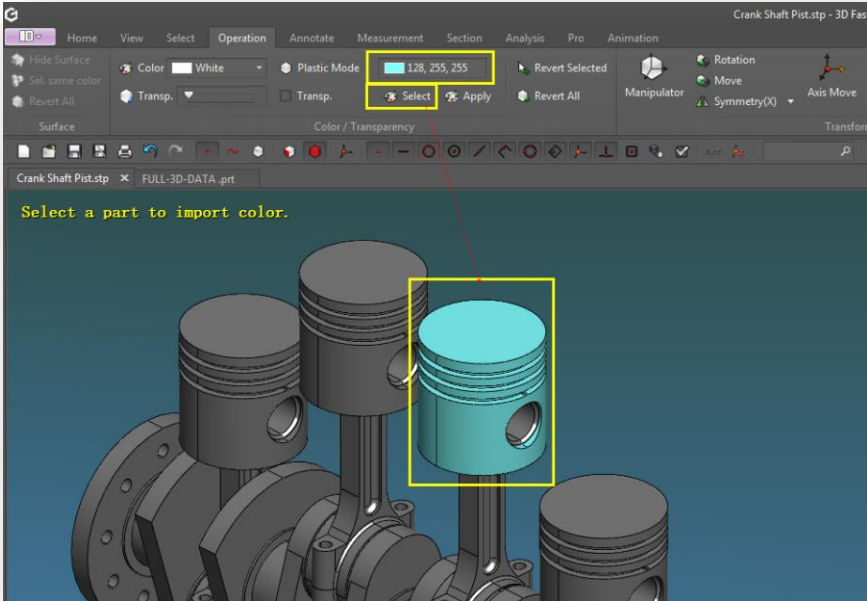 Crank Shaft Pist.stp - 3D Fas
Home View Select Operation Annotate Measurement Section Analysis Pro Animation
Hide Surface
Sel. same color
Revert All
Surface
Color White
Transp.
Plastic Mode
Transp.
128, 255, 255
Select Apply
Revert Selected
Revert All
Color / Transparency
Manipulator
Rotation
Move
Symmetry(X)
Axis Move
Transform
Crank Shaft Pist.stp FULL-3D-DATA .prt
Select a part to import color.